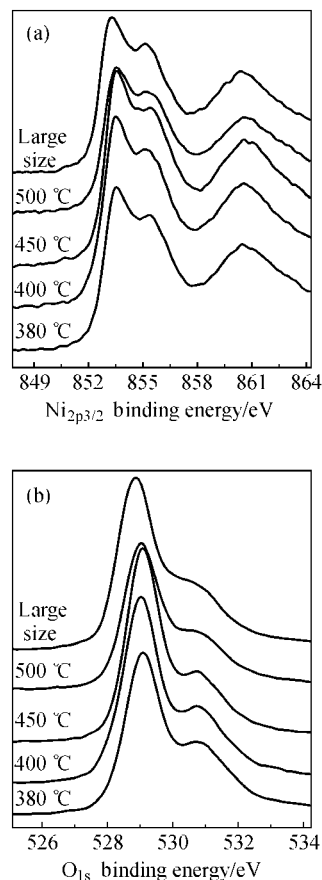 (a)
Large
size
500 ℃
450 ℃
400 ℃
380 ℃
849 852 855 858 861 864
Ni2p3/2 binding energy/eV
(b)
Large
size
500 ℃
450 ℃
400 ℃
380 ℃
526 528 530 532 534
O1s binding energy/eV